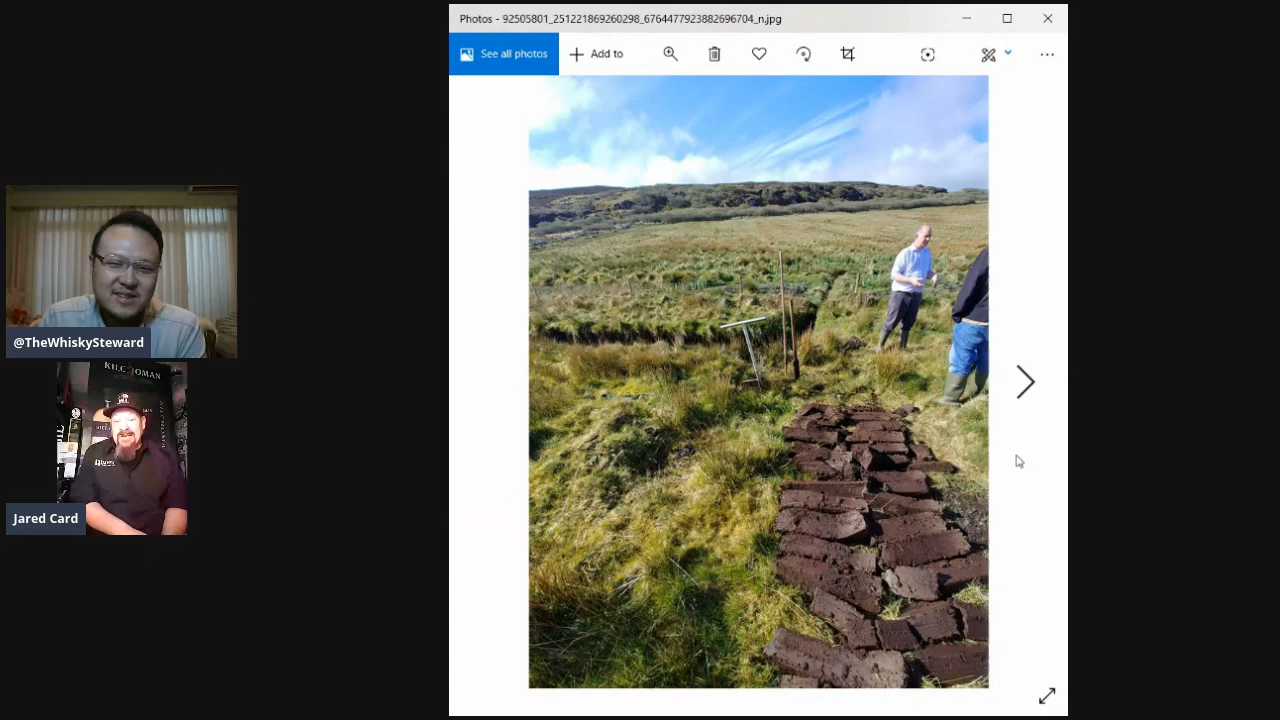 Photos - 92505801_251221869260298_6764477923882696704_n.jpg
See all photos
Add to
@TheWhiskySteward
KILCHOMAN
Jared Card